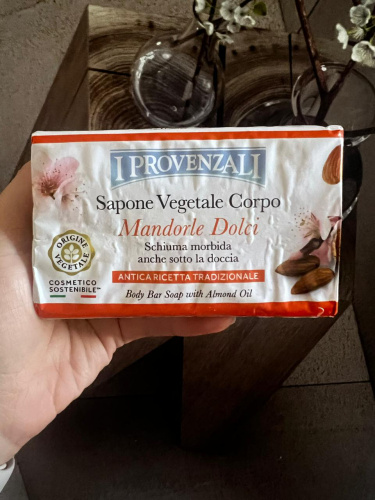 I PROVENZALI
Sapone Vegetale Corpo
Mandorle Dolci
Schiuma morbida
anche sotto la doccia
ANTICA RICETTA TRADIZIONALE
Body Bar Soap with Almond Oil
ORIGINE VEGETALE
COSMETICO
SOSTENIBILE™